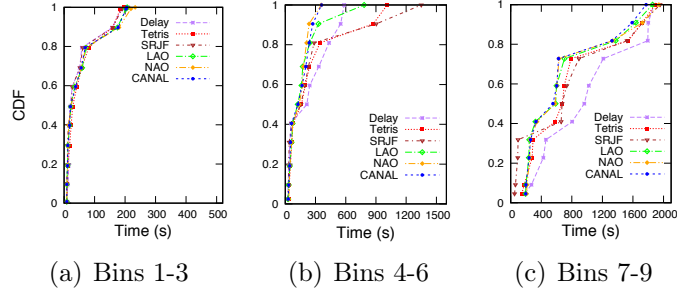 CDF
1
0.8
0.6
0.4
0.2
0
0 100 200 300 400 500
Time (s)
Delay
Tetris
SRJF
LAO
NAO
CANAL
(a) Bins 1-3
1
0.8
0.6
0.4
0.2
0
0 300 600 900 1200 1500
Time (s)
Delay
Tetris
SRJF
LAO
NAO
CANAL
(b) Bins 4-6
1
0.8
0.6
0.4
0.2
0
0 400 800 1200 1600 2000
Time (s)
Delay
Tetris
SRJF
LAO
NAO
CANAL
(c) Bins 7-9